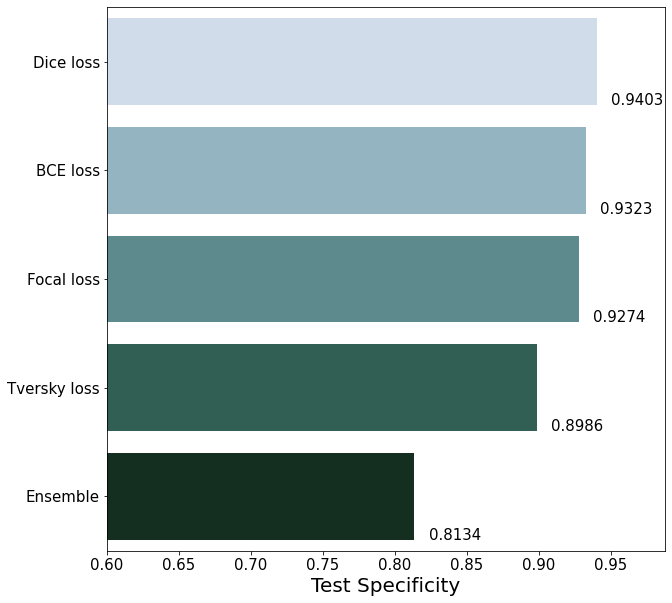 Dice loss
0.9403
BCE loss
0.9323
Focal loss
0.9274
Tversky loss
0.8986
Ensemble
0.8134
0.60 0.65 0.70 0.75 0.80 0.85 0.90 0.95
Test Specificity